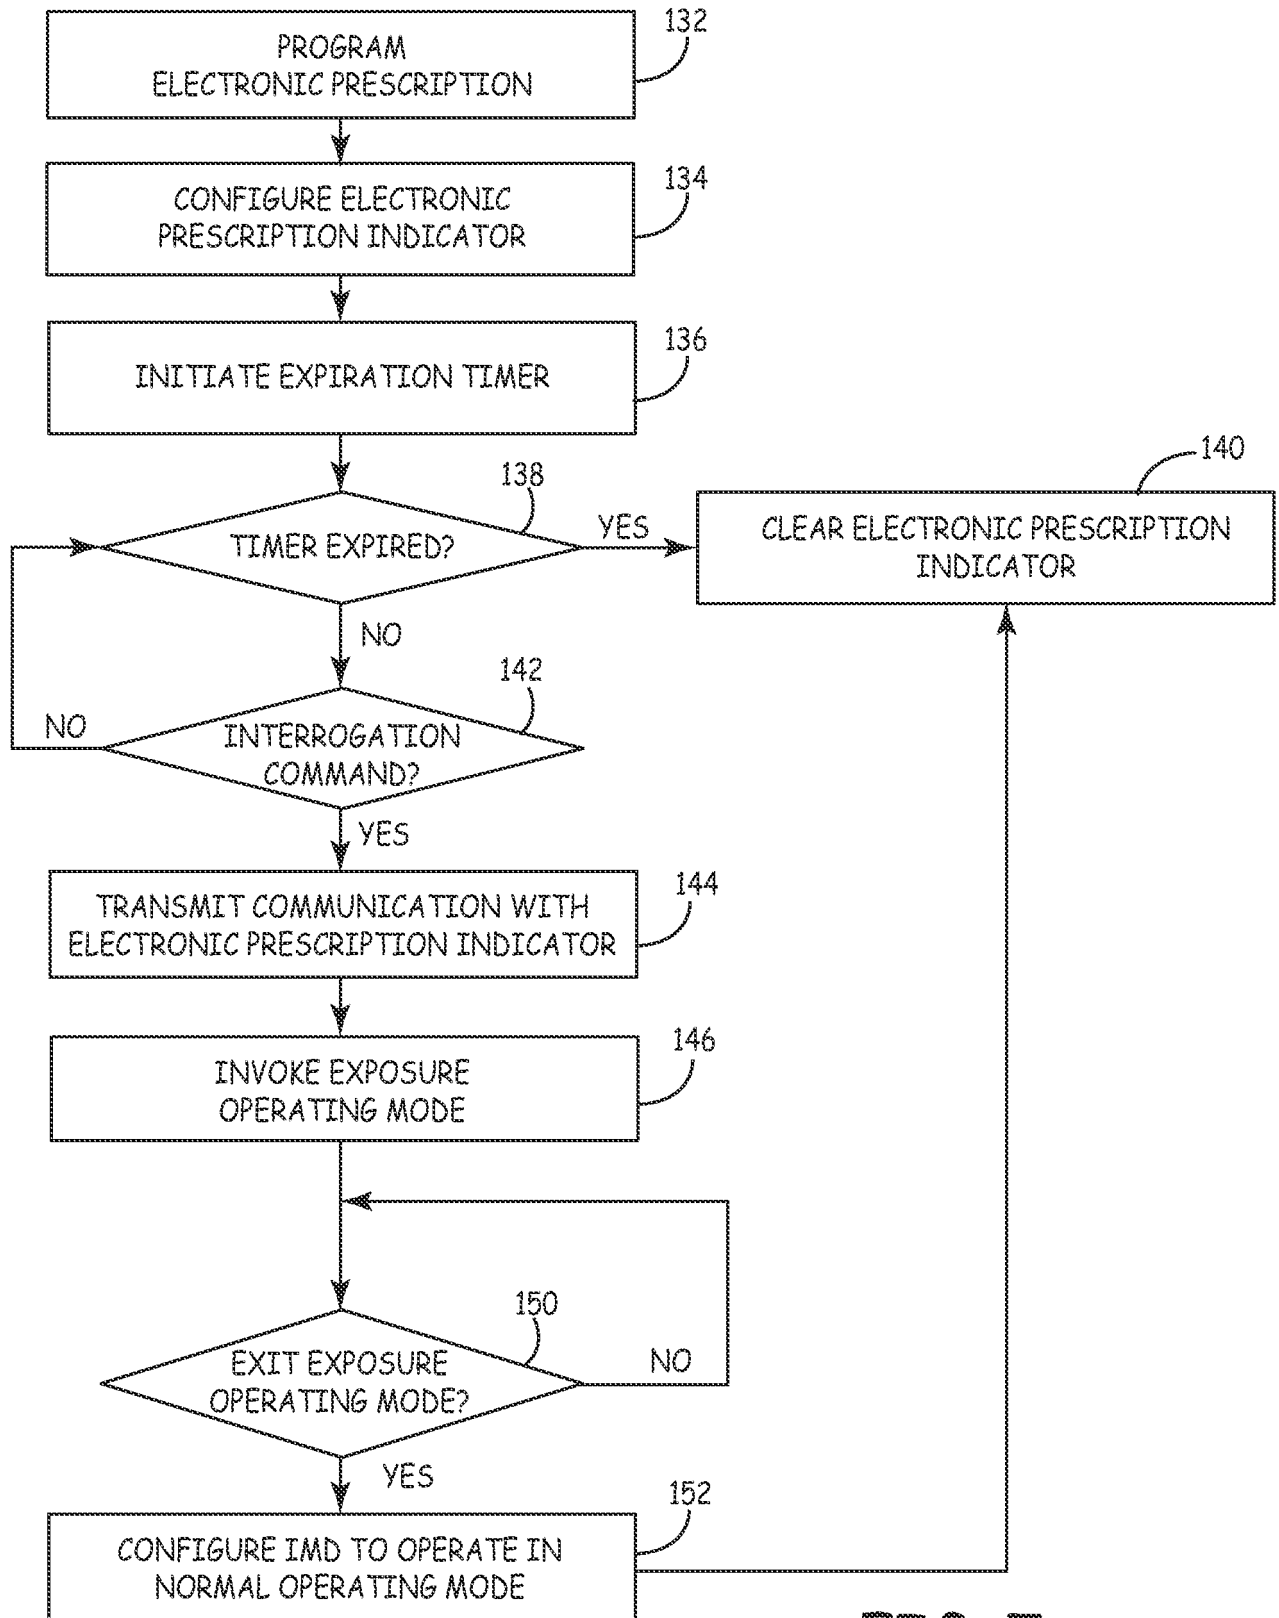 132
PROGRAM
ELECTRONIC PRESCRIPTION
134
CONFIGURE ELECTRONIC
PRESCRIPTION INDICATOR
136
INITIATE EXPIRATION TIMER
138
TIMER EXPIRED?
YES
140
CLEAR ELECTRONIC PRESCRIPTION
INDICATOR
NO
142
INTERROGATION
COMMAND?
NO
YES
144
TRANSMIT COMMUNICATION WITH
ELECTRONIC PRESCRIPTION INDICATOR
146
INVOKE EXPOSURE
OPERATING MODE
150
EXIT EXPOSURE
OPERATING MODE?
NO
YES
152
CONFIGURE IMD TO OPERATE IN
NORMAL OPERATING MODE